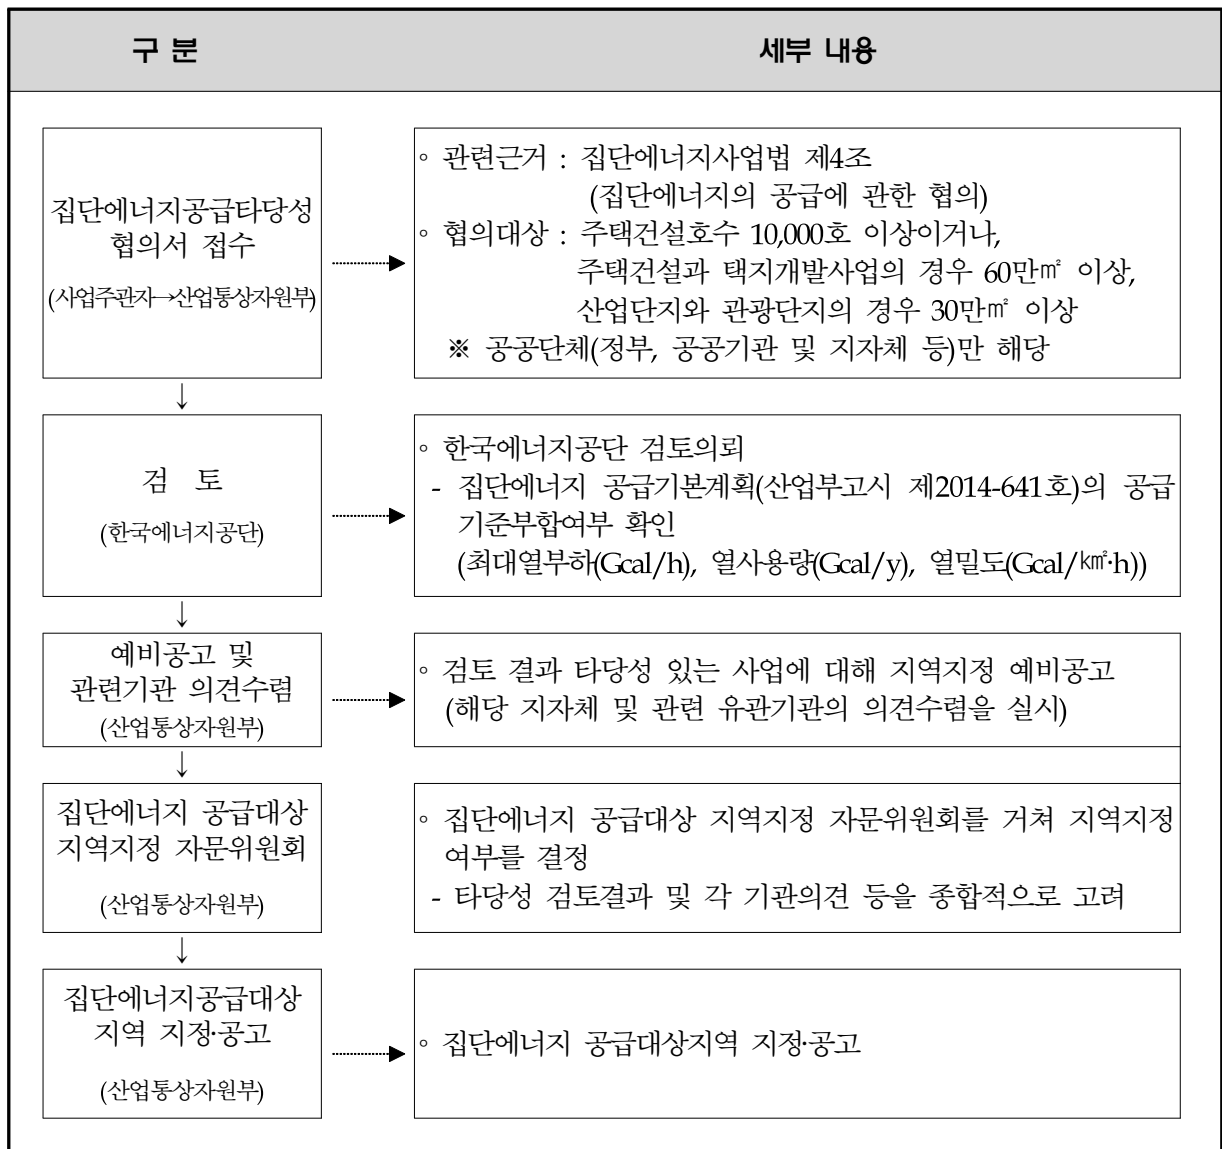 구 분
세부 내용
집단에너지공급타당성
협의서 접수
(사업주관자→산업통상자원부)
◦ 관련근거 : 집단에너지사업법 제4조
(집단에너지의 공급에 관한 협의)
◦ 협의대상 : 주택건설호수 10,000호 이상이거나,
주택건설과 택지개발사업의 경우 60만㎡ 이상,
산업단지와 관광단지의 경우 30만㎡ 이상
※ 공공단체(정부, 공공기관 및 지자체 등)만 해당
↓
검 토
(한국에너지공단)
◦ 한국에너지공단 검토의뢰
- 집단에너지 공급기본계획(산업부고시 제2014-641호)의 공급
기준부합여부 확인
(최대열부하(Gcal/h), 열사용량(Gcal/y), 열밀도(Gcal/㎢·h))
↓
예비공고 및
관련기관 의견수렴
(산업통상자원부)
◦ 검토 결과 타당성 있는 사업에 대해 지역지정 예비공고
(해당 지자체 및 관련 유관기관의 의견수렴을 실시)
↓
집단에너지 공급대상
지역지정 자문위원회
(산업통상자원부)
◦ 집단에너지 공급대상 지역지정 자문위원회를 거쳐 지역지정
여부를 결정
- 타당성 검토결과 및 각 기관의견 등을 종합적으로 고려
↓
집단에너지공급대상
지역 지정·공고
(산업통상자원부)
◦ 집단에너지 공급대상지역 지정·공고